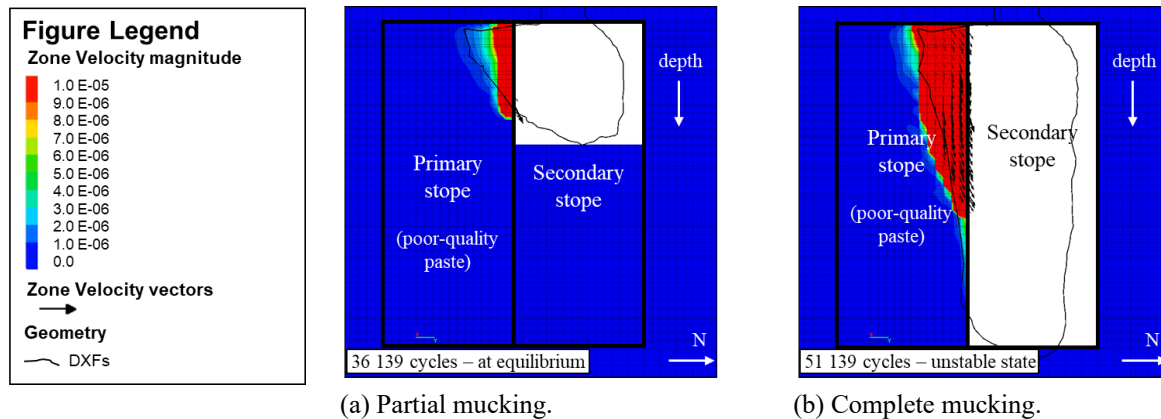 Figure Legend
Zone Velocity magnitude
1.0 E-05
9.0 E-06
8.0 E-06
7.0 E-06
6.0 E-06
5.0 E-06
4.0 E-06
3.0 E-06
2.0 E-06
1.0 E-06
0.0
Zone Velocity vectors
Geometry
DXFs
depth
Primary
stope
(poor-quality
paste)
Secondary
stope
N
36 139 cycles – at equilibrium
(a) Partial mucking.
depth
Primary
stope
(poor-quality
paste)
Secondary
stope
N
51 139 cycles – unstable state
(b) Complete mucking.